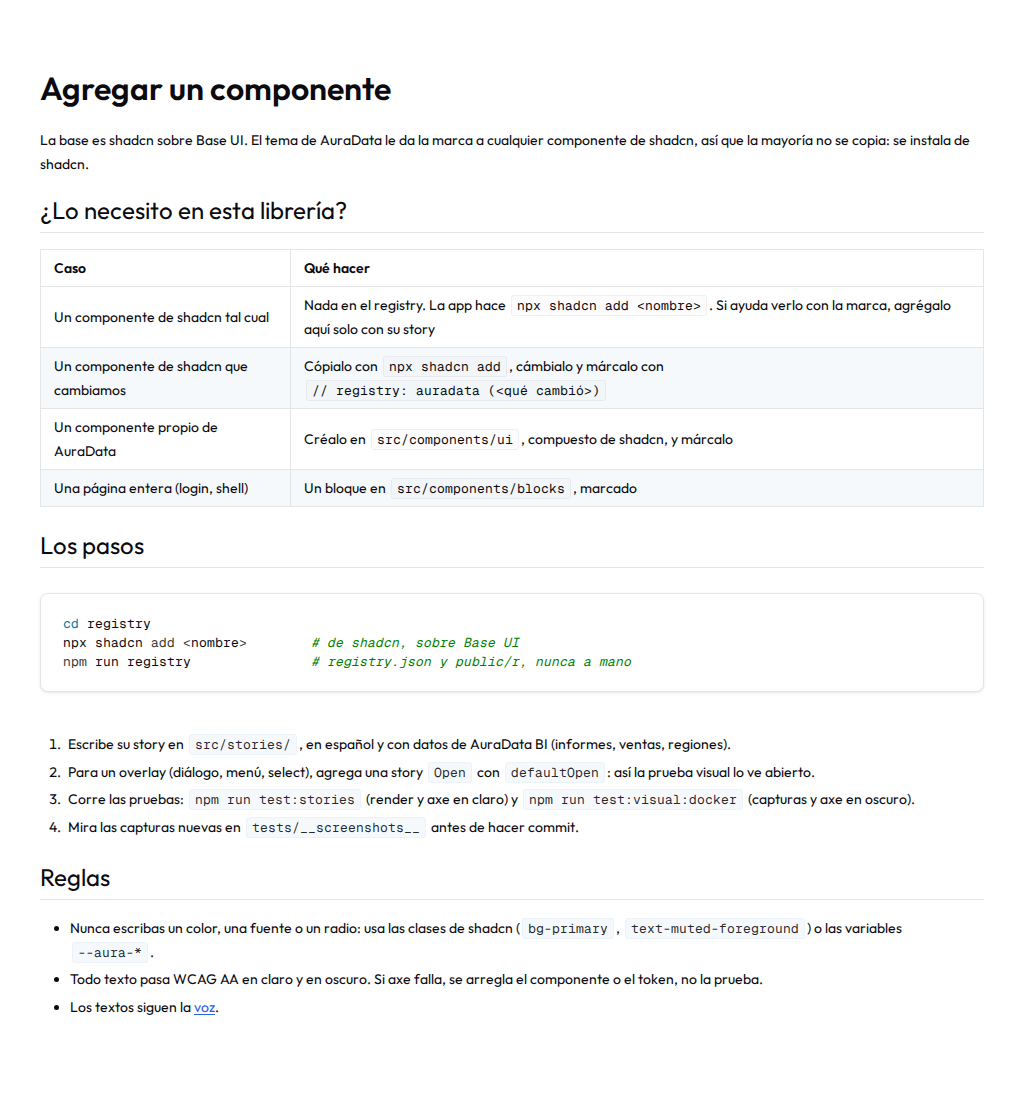 Agregar un componente
La base es shadcn sobre Base UI. El tema de AuraData le da la marca a cualquier componente de shadcn, así que la mayoría no se copia: se instala de
shadcn.
¿Lo necesito en esta librería?
Caso Qué hacer
Un componente de shadcn tal cual
Nada en el registry. La app hace npx shadcn add <nombre> . Si ayuda verlo con la marca, agrégalo
aquí solo con su story
Un componente de shadcn que
cambiamos
Cópialo con npx shadcn add , cámbialo y márcalo con
// registry: auradata (<qué cambió>)
Un componente propio de
AuraData
Créalo en src/components/ui , compuesto de shadcn, y márcalo
Una página entera (login, shell)
Un bloque en src/components/blocks , marcado
Los pasos
cd registry
npx shadcn add <nombre> # de shadcn, sobre Base UI
npm run registry # registry.json y public/r, nunca a mano
1. Escribe su story en src/stories/ , en español y con datos de AuraData BI (informes, ventas, regiones).
2. Para un overlay (diálogo, menú, select), agrega una story Open con defaultOpen : así la prueba visual lo ve abierto.
3. Corre las pruebas: npm run test:stories (render y axe en claro) y npm run test:visual:docker (capturas y axe en oscuro).
4. Mira las capturas nuevas en tests/__screenshots__ antes de hacer commit.
Reglas
• Nunca escribas un color, una fuente o un radio: usa las clases de shadcn ( bg-primary , text-muted-foreground ) o las variables
--aura-* .
• Todo texto pasa WCAG AA en claro y en oscuro. Si axe falla, se arregla el componente o el token, no la prueba.
• Los textos siguen la voz.